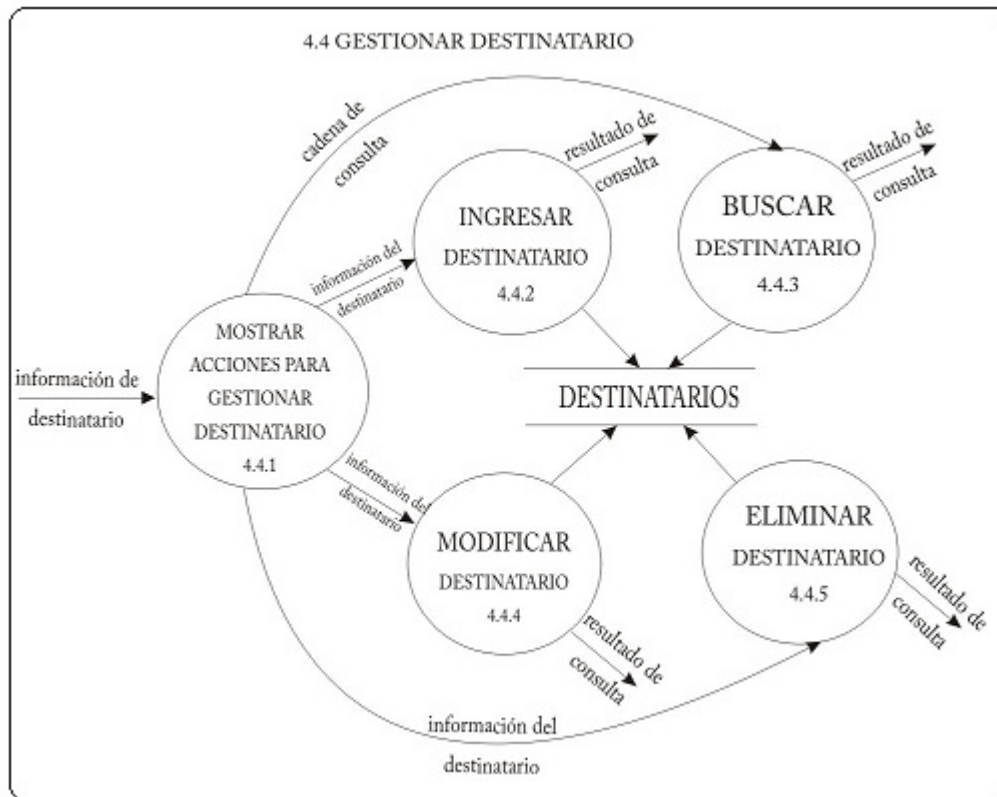 4.4 GESTIONAR DESTINATARIO
cadena de
consulta
resultado de
consulta
resultado de
consulta
INGRESAR
DESTINATARIO
4.4.2
BUSCAR
DESTINATARIO
4.4.3
información del
destinatario
MOSTRAR
ACCIONES PARA
GESTIONAR
DESTINATARIO
4.4.1
información de
destinatario
DESTINATARIOS
información del
destinatario
MODIFICAR
DESTINATARIO
4.4.4
ELIMINAR
DESTINATARIO
4.4.5
resultado de
consulta
resultado de
consulta
información del
destinatario